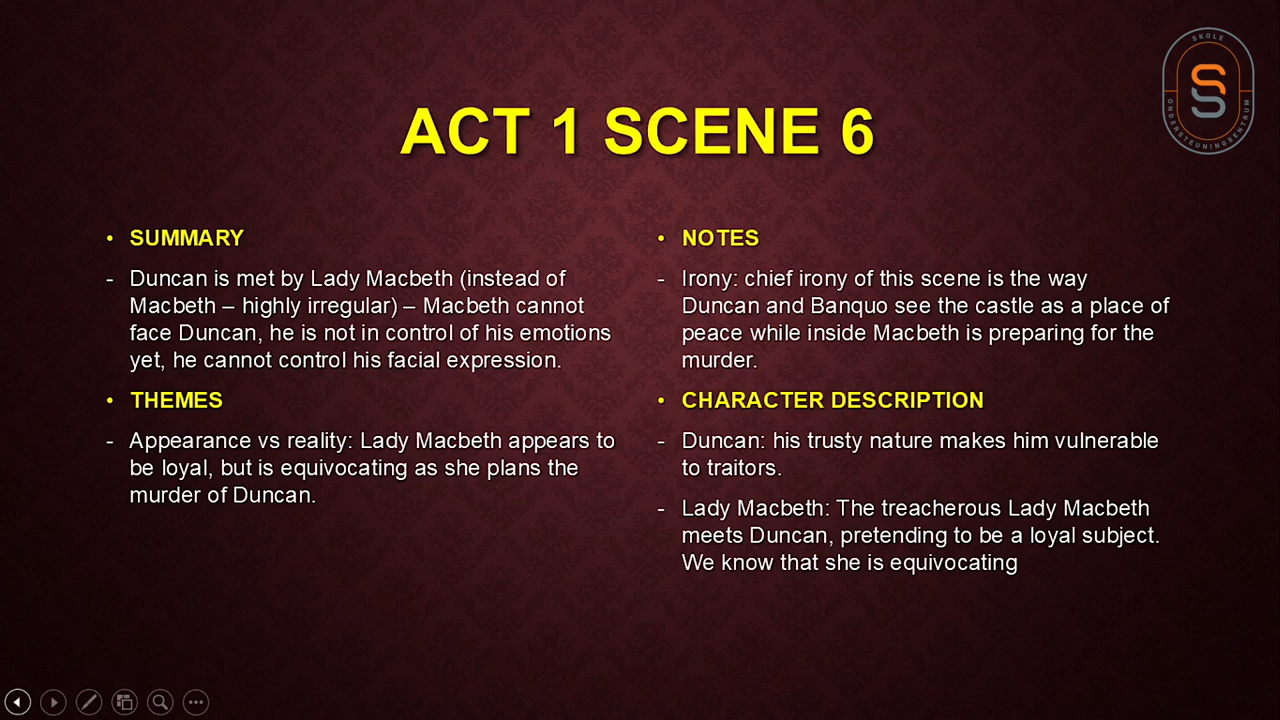 SKOLE
ONDERSTEUNINGSENTRUM
ACT 1 SCENE 6
• SUMMARY
- Duncan is met by Lady Macbeth (instead of
Macbeth – highly irregular) – Macbeth cannot
face Duncan, he is not in control of his emotions
yet, he cannot control his facial expression.
• THEMES
- Appearance vs reality: Lady Macbeth appears to
be loyal, but is equivocating as she plans the
murder of Duncan.
• NOTES
- Irony: chief irony of this scene is the way
Duncan and Banquo see the castle as a place of
peace while inside Macbeth is preparing for the
murder.
• CHARACTER DESCRIPTION
- Duncan: his trusty nature makes him vulnerable
to traitors.
- Lady Macbeth: The treacherous Lady Macbeth
meets Duncan, pretending to be a loyal subject.
We know that she is equivocating